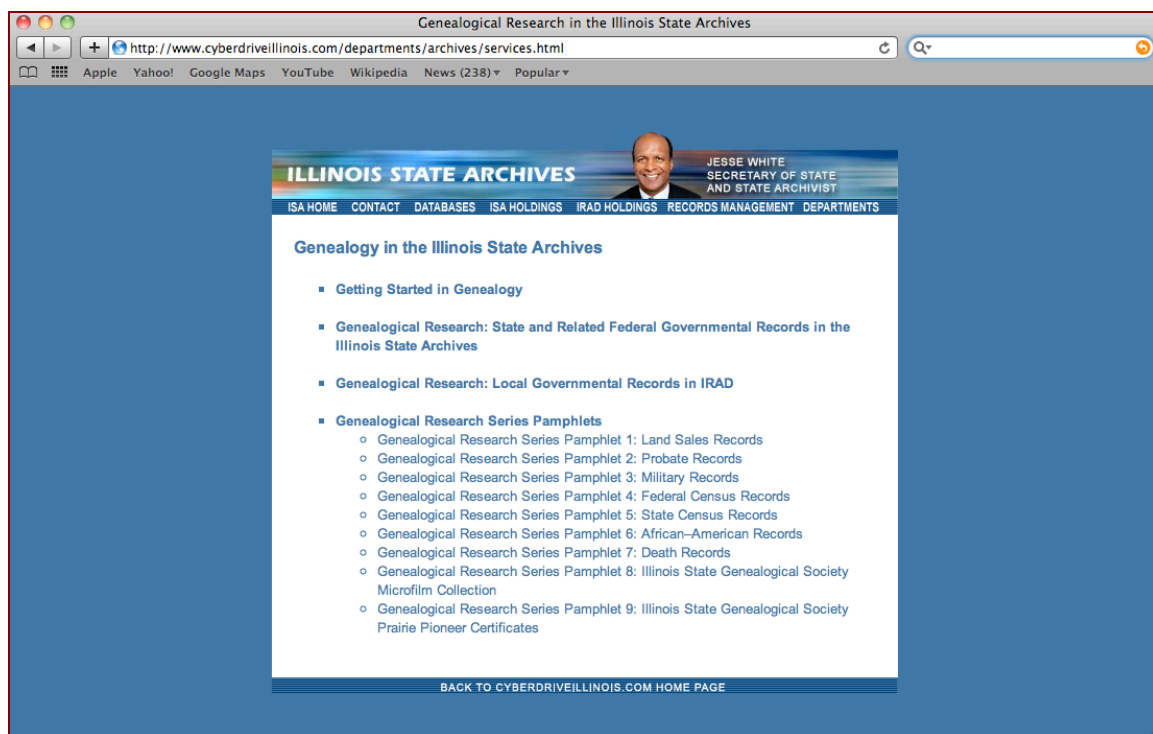 Genealogical Research in the Illinois State Archives
http://www.cyberdriveillinois.com/departments/archives/services.html
Apple Yahoo! Google Maps YouTube Wikipedia News (238) Popular
ILLINOIS STATE ARCHIVES
JESSE WHITE
SECRETARY OF STATE
AND STATE ARCHIVIST
ISA HOME CONTACT DATABASES ISA HOLDINGS IRAD HOLDINGS RECORDS MANAGEMENT DEPARTMENTS
Genealogy in the Illinois State Archives
Getting Started in Genealogy
Genealogical Research: State and Related Federal Governmental Records in the
Illinois State Archives
Genealogical Research: Local Governmental Records in IRAD
Genealogical Research Series Pamphlets
Genealogical Research Series Pamphlet 1: Land Sales Records
Genealogical Research Series Pamphlet 2: Probate Records
Genealogical Research Series Pamphlet 3: Military Records
Genealogical Research Series Pamphlet 4: Federal Census Records
Genealogical Research Series Pamphlet 5: State Census Records
Genealogical Research Series Pamphlet 6: African–American Records
Genealogical Research Series Pamphlet 7: Death Records
Genealogical Research Series Pamphlet 8: Illinois State Genealogical Society
Microfilm Collection
Genealogical Research Series Pamphlet 9: Illinois State Genealogical Society
Prairie Pioneer Certificates
BACK TO CYBERDRIVEILLINOIS.COM HOME PAGE